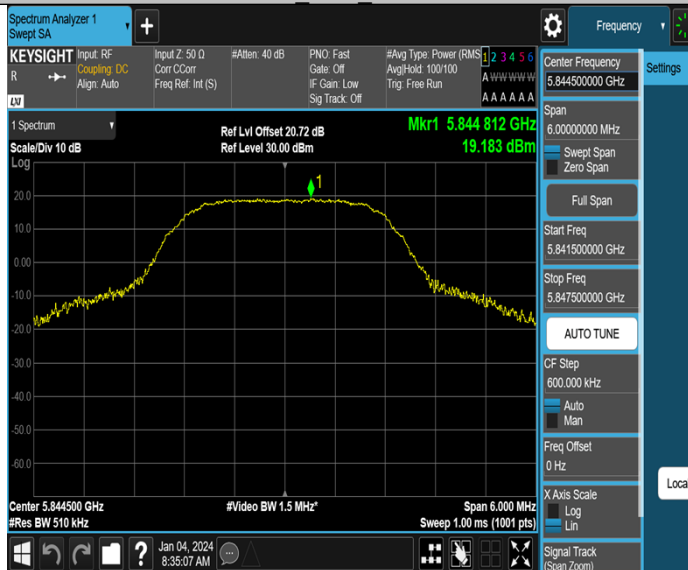 Spectrum Analyzer 1
Swept SA
+
Frequency
KEYSIGHT
Input: RF
Coupling: DC
Align: Auto
R
LXI
Input Z: 50 Ω
Corr CCorr
Freq Ref: Int (S)
#Atten: 40 dB
PNO: Fast
Gate: Off
IF Gain: Low
Sig Track: Off
#Avg Type: Power (RMS
Avg|Hold: 100/100
Trig: Free Run
1 2 3 4 5 6
A W W W W W
A A A A A A
Center Frequency
5.844500000 GHz
Settings
Span
6.00000000 MHz
Swept Span
Zero Span
Full Span
Start Freq
5.841500000 GHz
Stop Freq
5.847500000 GHz
AUTO TUNE
CF Step
600.000 kHz
Auto
Man
Freq Offset
0 Hz
X Axis Scale
Log
Lin
Signal Track
(Span Zoom)
Loca
1 Spectrum
Scale/Div 10 dB
Log
Ref Lvl Offset 20.72 dB
Ref Level 30.00 dBm
Mkr1 5.844 812 GHz
19.183 dBm
1
20.0
10.0
0.00
-10.0
-20.0
-30.0
-40.0
-50.0
-60.0
Center 5.844500 GHz
#Res BW 510 kHz
#Video BW 1.5 MHz*
Span 6.000 MHz
Sweep 1.00 ms (1001 pts)
?
Jan 04, 2024
8:35:07 AM